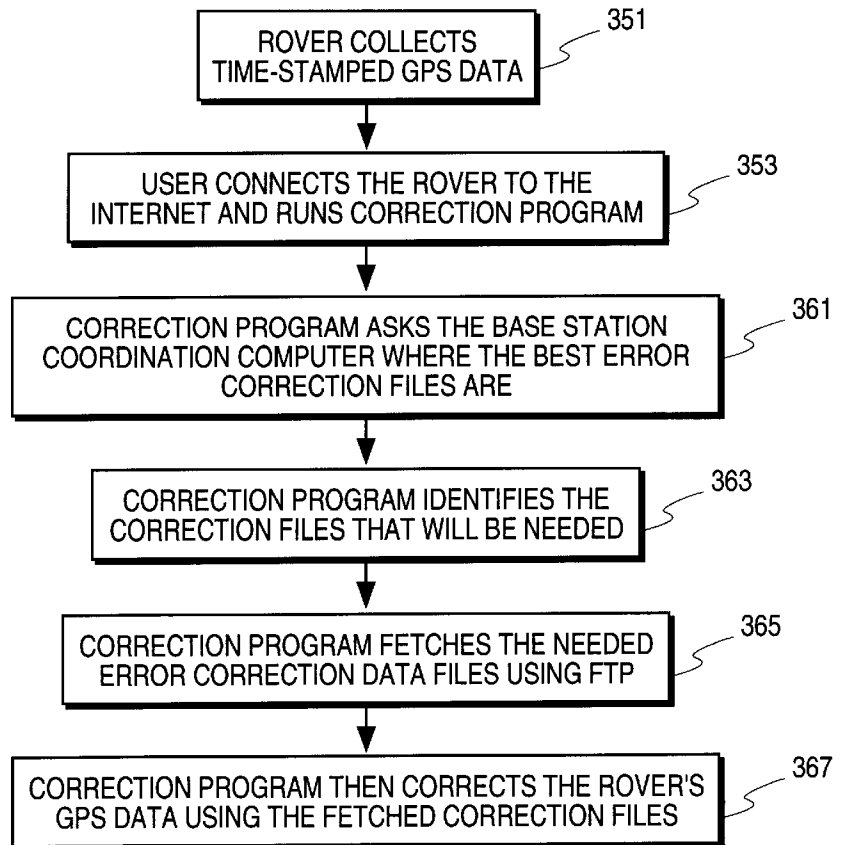 351
ROVER COLLECTS
TIME-STAMPED GPS DATA
353
USER CONNECTS THE ROVER TO THE
INTERNET AND RUNS CORRECTION PROGRAM
361
CORRECTION PROGRAM ASKS THE BASE STATION
COORDINATION COMPUTER WHERE THE BEST ERROR
CORRECTION FILES ARE
363
CORRECTION PROGRAM IDENTIFIES THE
CORRECTION FILES THAT WILL BE NEEDED
365
CORRECTION PROGRAM FETCHES THE NEEDED
ERROR CORRECTION DATA FILES USING FTP
367
CORRECTION PROGRAM THEN CORRECTS THE ROVER'S
GPS DATA USING THE FETCHED CORRECTION FILES